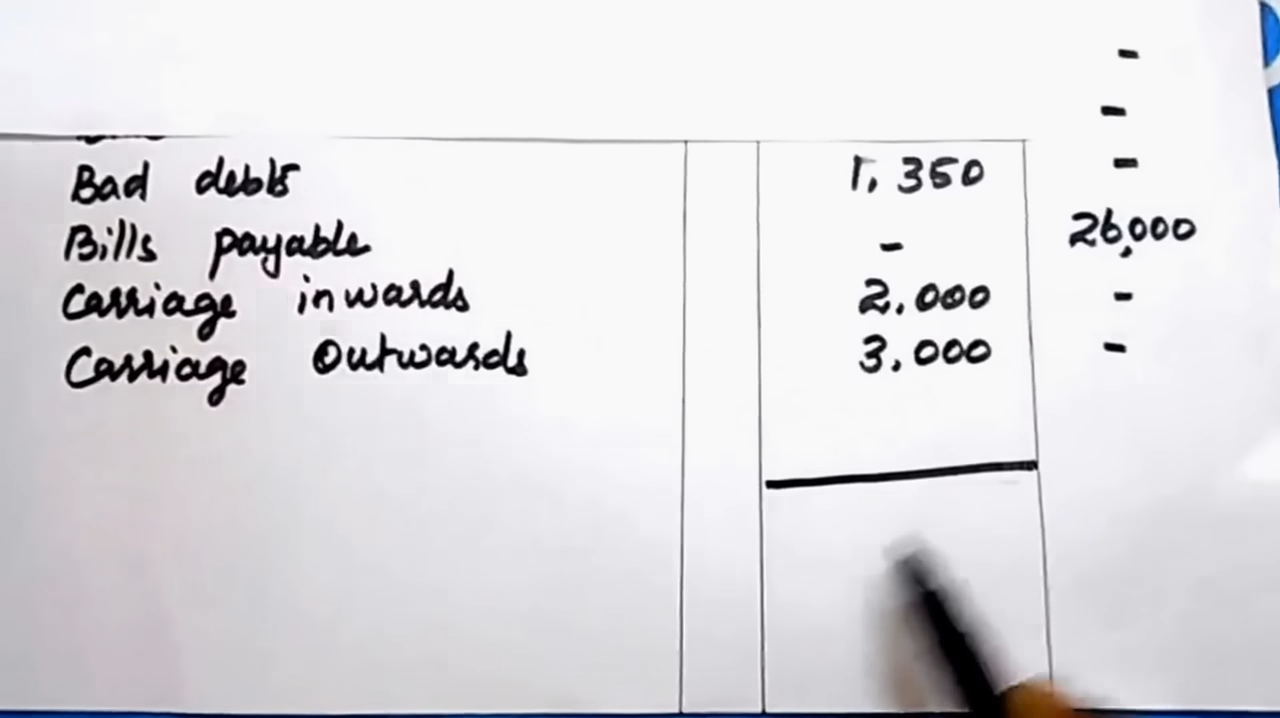 -
-
Bad debts 1,350 -
Bills payable - 26,000
Carriage inwards 2,000 -
Carriage Outwards 3,000 -